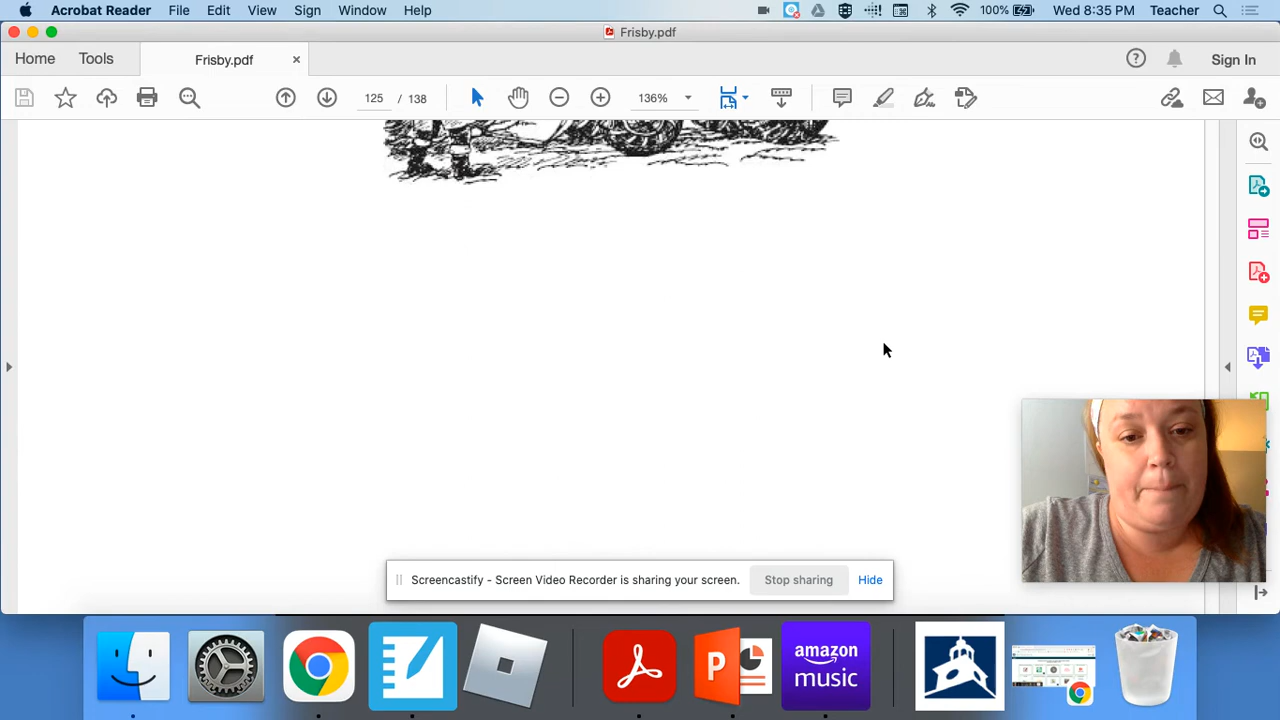 Acrobat Reader File Edit View Sign Window Help 100% Wed 8:35 PM Teacher
Frisby.pdf
Home Tools Frisby.pdf × Sign In
125 / 138 136%
Screencastify - Screen Video Recorder is sharing your screen. Stop sharing Hide
P
amazon
music